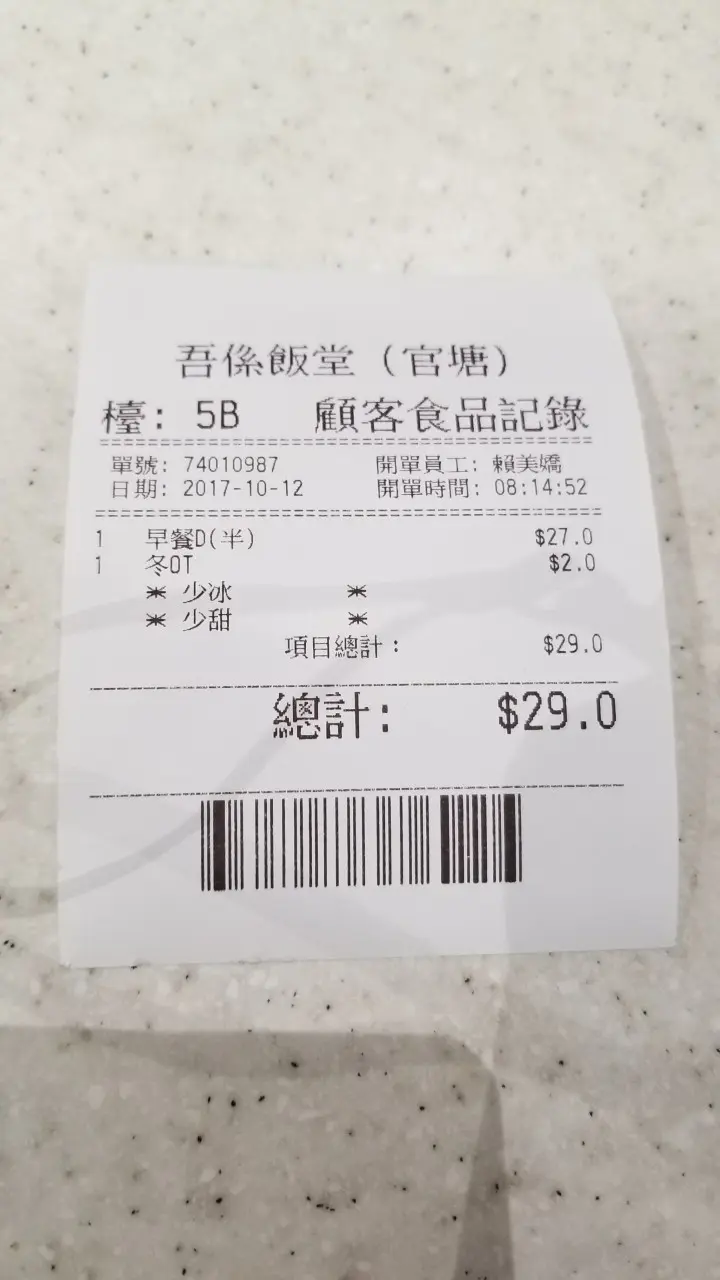 吾係飯堂 (官塘)
檯: 5B 顧客食品記錄
單號: 74010987 開單員工: 賴美嬌
日期: 2017-10-12 開單時間: 08:14:52
1 早餐D(半) $27.0
1 冬OT $2.0
* 少冰 *
* 少甜 *
項目總計: $29.0
總計: $29.0